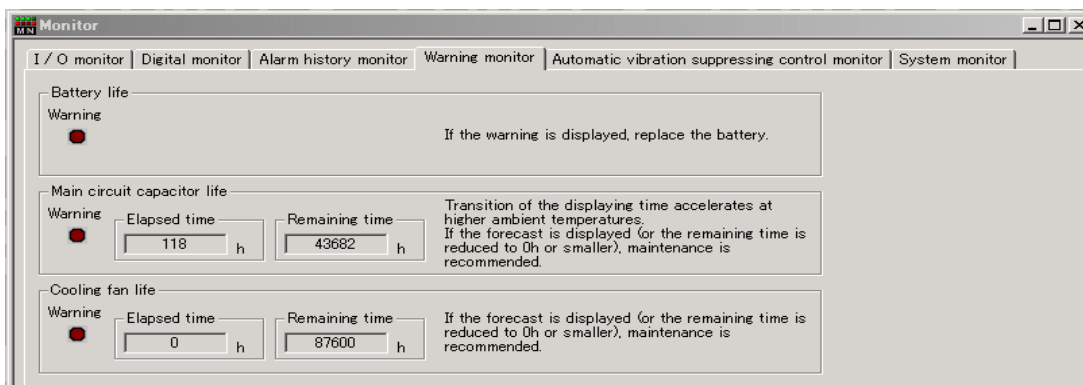 MN Monitor
I / O monitor Digital monitor Alarm history monitor Warning monitor Automatic vibration suppressing control monitor System monitor
Battery life
Warning
If the warning is displayed, replace the battery.
Main circuit capacitor life
Warning
Elapsed time
118 h
Remaining time
43682 h
Transition of the displaying time accelerates at
higher ambient temperatures.
If the forecast is displayed (or the remaining time is
reduced to 0h or smaller), maintenance is
recommended.
Cooling fan life
Warning
Elapsed time
0 h
Remaining time
87600 h
If the forecast is displayed (or the remaining time is
reduced to 0h or smaller), maintenance is
recommended.